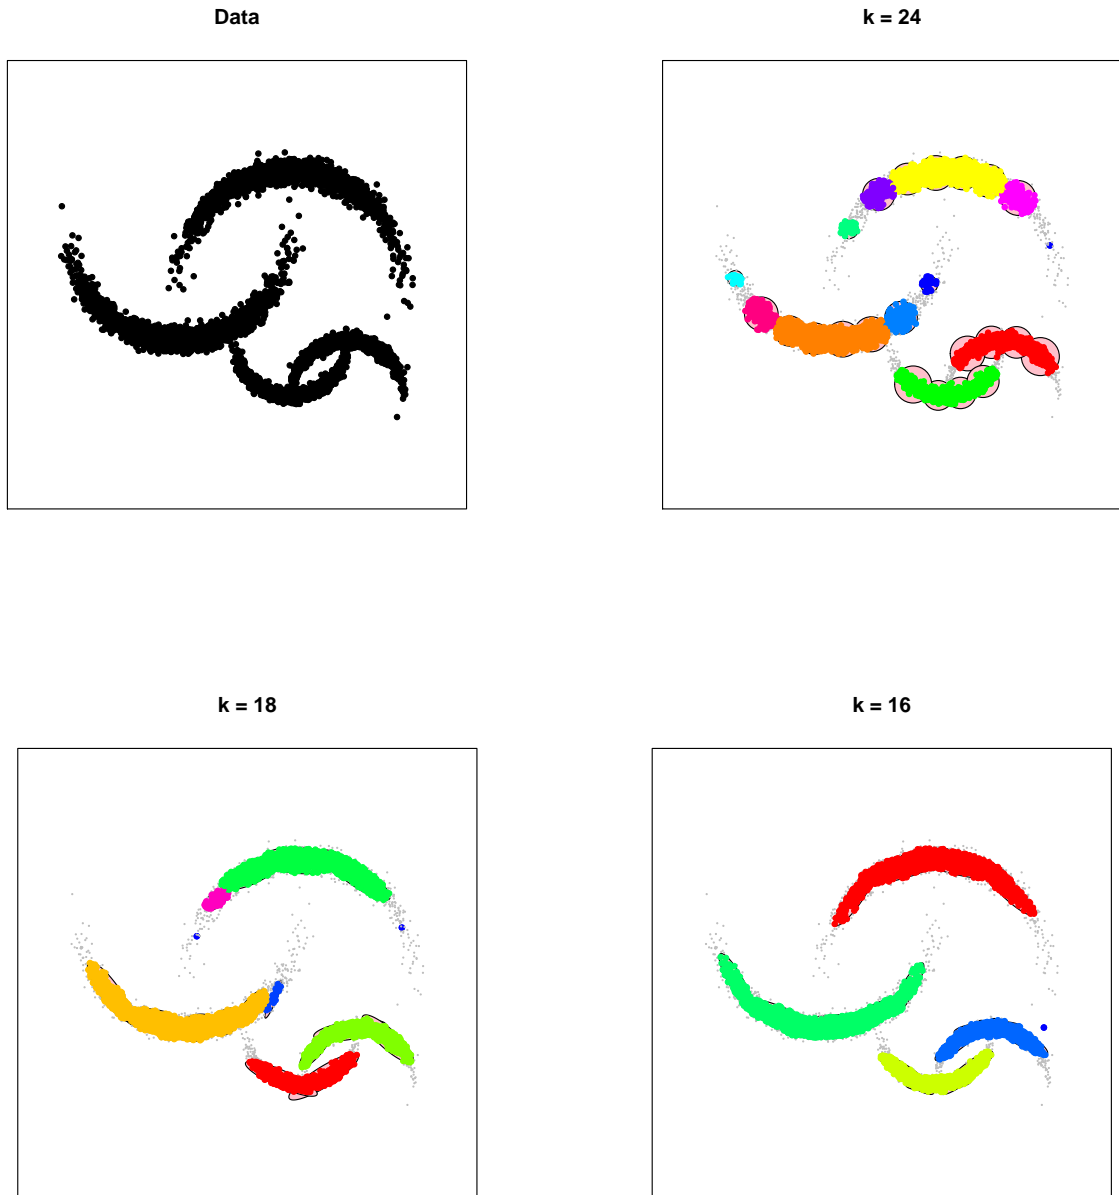 Data
k = 24
k = 18
k = 16